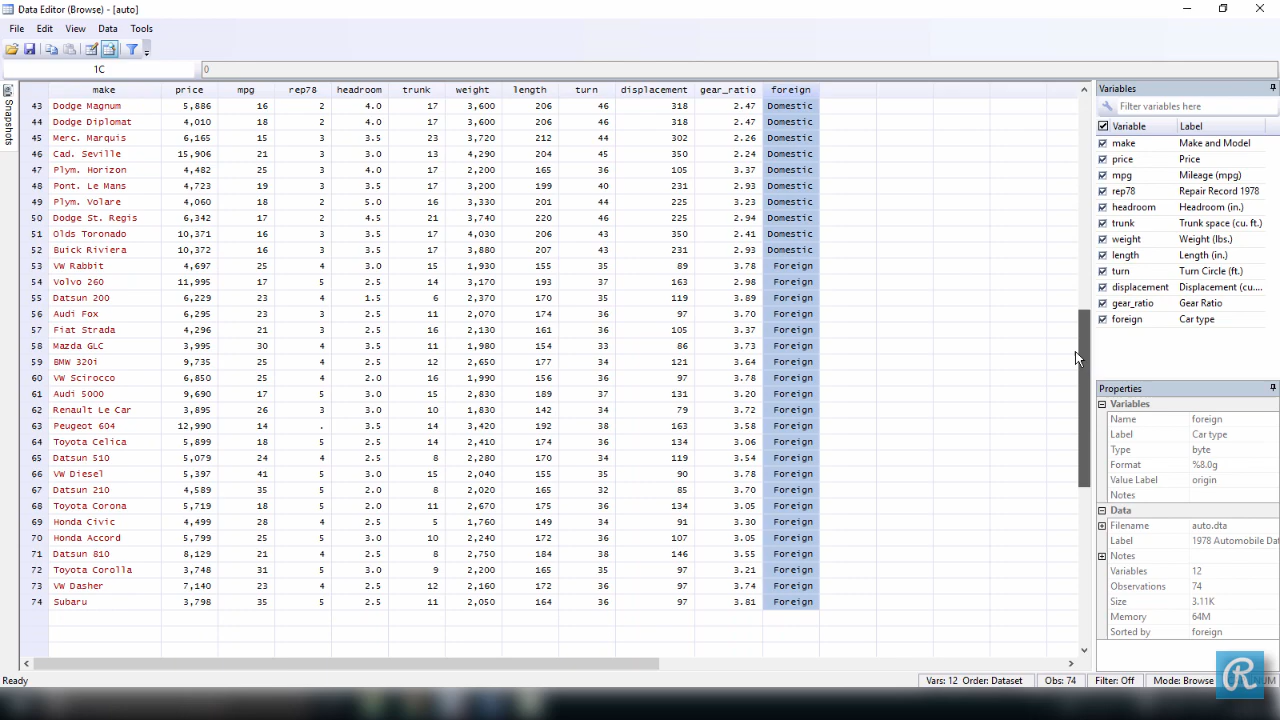 Data Editor (Browse) - [auto]
File Edit View Data Tools
1C 0
Snapshots
make price mpg rep78 headroom trunk weight length turn displacement gear_ratio foreign
43 Dodge Magnum 5,886 16 2 4.0 17 3,600 206 46 318 2.47 Domestic
44 Dodge Diplomat 4,010 18 2 4.0 17 3,600 206 46 318 2.47 Domestic
45 Merc. Marquis 6,165 15 3 3.5 23 3,720 212 44 302 2.26 Domestic
46 Cad. Seville 15,906 21 3 3.0 13 4,290 204 45 350 2.24 Domestic
47 Plym. Horizon 4,482 25 3 4.0 17 2,200 165 36 105 3.37 Domestic
48 Pont. Le Mans 4,723 19 3 3.5 17 3,200 199 40 231 2.93 Domestic
49 Plym. Volare 4,060 18 2 5.0 16 3,330 201 44 225 3.23 Domestic
50 Dodge St. Regis 6,342 17 2 4.5 21 3,740 220 46 225 2.94 Domestic
51 Olds Toronado 10,371 16 3 3.5 17 4,030 206 43 350 2.41 Domestic
52 Buick Riviera 10,372 16 3 3.5 17 3,880 207 43 231 2.93 Domestic
53 VW Rabbit 4,697 25 4 3.0 15 1,930 155 35 89 3.78 Foreign
54 Volvo 260 11,995 17 5 2.5 14 3,170 193 37 163 2.98 Foreign
55 Datsun 200 6,229 23 4 1.5 6 2,370 170 35 119 3.89 Foreign
56 Audi Fox 6,295 23 3 2.5 11 2,070 174 36 97 3.70 Foreign
57 Fiat Strada 4,296 21 3 2.5 16 2,130 161 36 105 3.37 Foreign
58 Mazda GLC 3,995 30 4 3.5 11 1,980 154 33 86 3.73 Foreign
59 BMW 320i 9,735 25 4 2.5 12 2,650 177 34 121 3.64 Foreign
60 VW Scirocco 6,850 25 4 2.0 16 1,990 156 36 97 3.78 Foreign
61 Audi 5000 9,690 17 5 3.0 15 2,830 189 37 131 3.20 Foreign
62 Renault Le Car 3,895 26 3 3.0 10 1,830 142 34 79 3.72 Foreign
63 Peugeot 604 12,990 14 . 3.5 14 3,420 192 38 163 3.58 Foreign
64 Toyota Celica 5,899 18 5 2.5 14 2,410 174 36 134 3.06 Foreign
65 Datsun 510 5,079 24 4 2.5 8 2,280 170 34 119 3.54 Foreign
66 VW Diesel 5,397 41 5 3.0 15 2,040 155 35 90 3.78 Foreign
67 Datsun 210 4,589 35 5 2.0 8 2,020 165 32 85 3.70 Foreign
68 Toyota Corona 5,719 18 5 2.0 11 2,670 175 36 134 3.05 Foreign
69 Honda Civic 4,499 28 4 2.5 5 1,760 149 34 91 3.30 Foreign
70 Honda Accord 5,799 25 5 3.0 10 2,240 172 36 107 3.05 Foreign
71 Datsun 810 8,129 21 4 2.5 8 2,750 184 38 146 3.55 Foreign
72 Toyota Corolla 3,748 31 5 3.0 9 2,200 165 35 97 3.21 Foreign
73 VW Dasher 7,140 23 4 2.5 12 2,160 172 36 97 3.74 Foreign
74 Subaru 3,798 35 5 2.5 11 2,050 164 36 97 3.81 Foreign
Variables
Filter variables here
Variable Label
make Make and Model
price Price
mpg Mileage (mpg)
rep78 Repair Record 1978
headroom Headroom (in.)
trunk Trunk space (cu. ft.)
weight Weight (lbs.)
length Length (in.)
turn Turn Circle (ft.)
displacement Displacement (cu....
gear_ratio Gear Ratio
foreign Car type
Properties
Variables
Name foreign
Label Car type
Type byte
Format %8.0g
Value Label origin
Notes
Data
Filename auto.dta
Label 1978 Automobile Dat
Notes
Variables 12
Observations 74
Size 3.11K
Memory 64M
Sorted by foreign
Ready Vars: 12 Order: Dataset Obs: 74 Filter: Off Mode: Browse